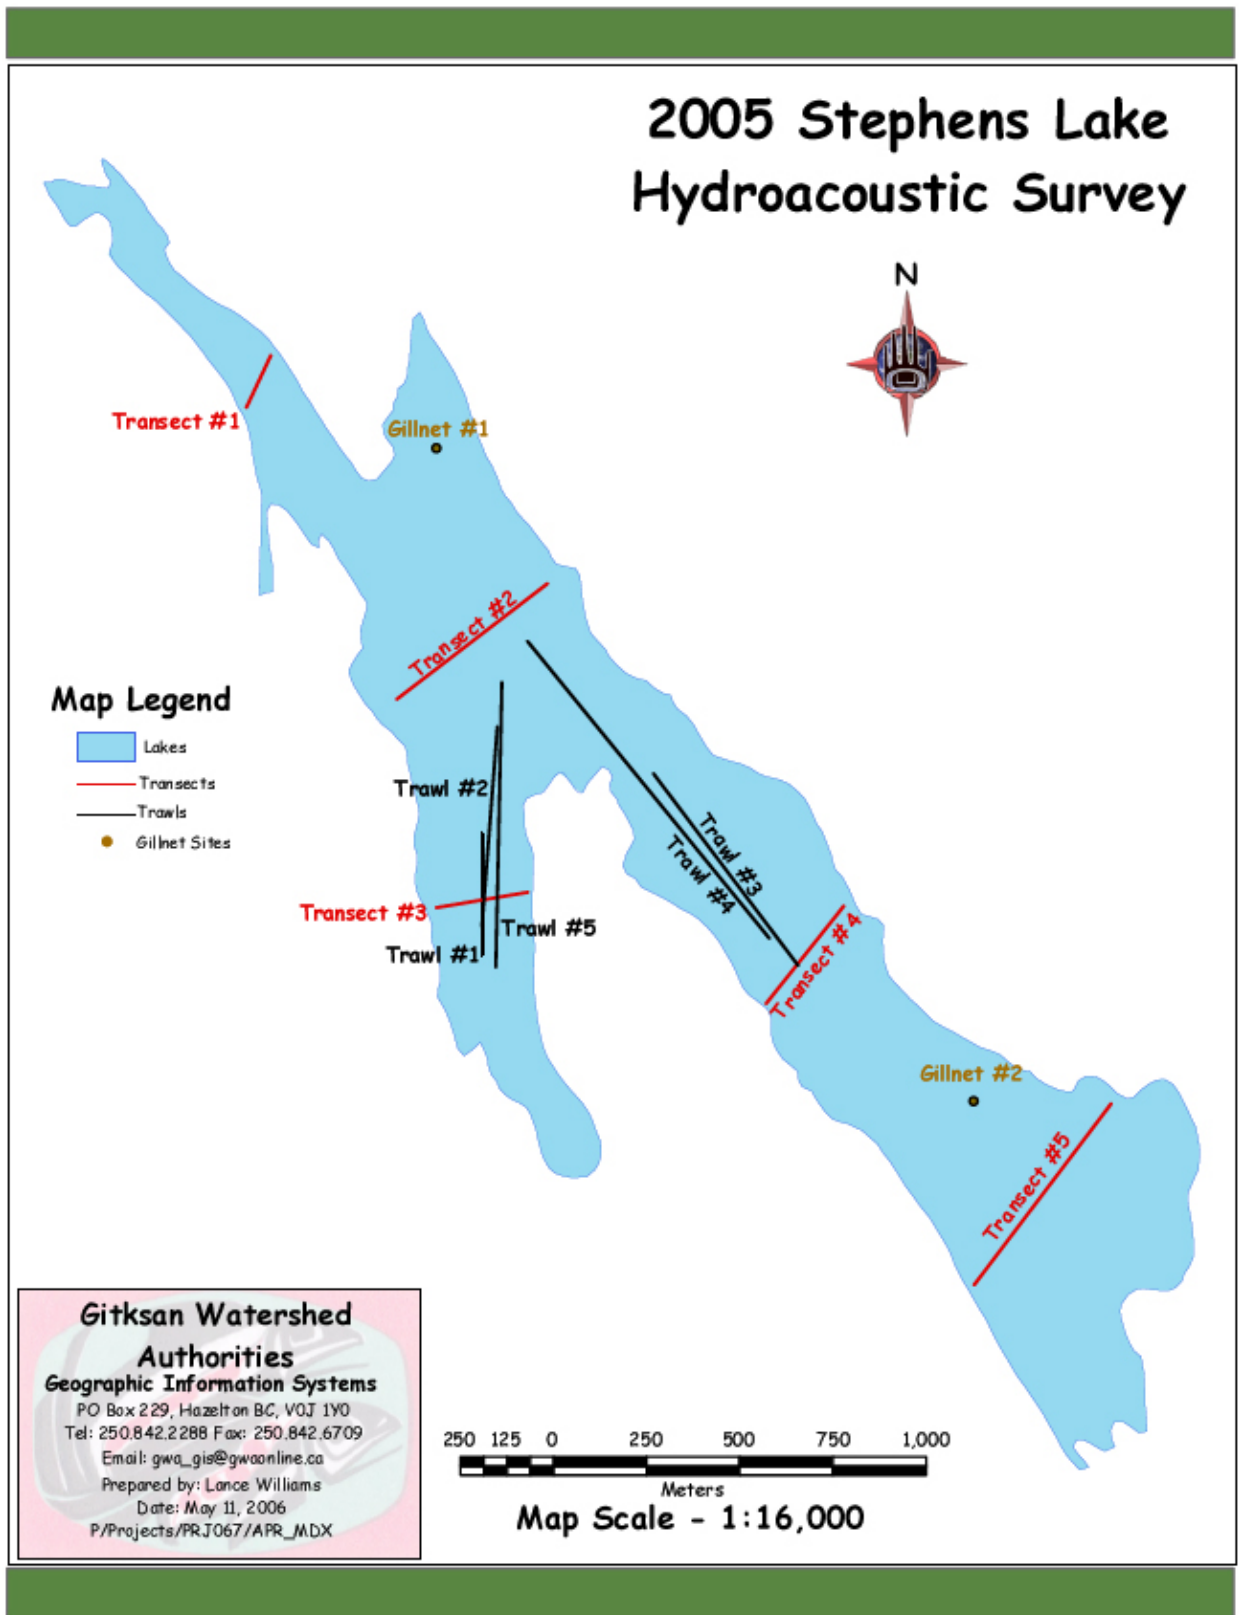 2005 Stephens Lake
Hydroacoustic Survey
N
Transect #1
Gillnet #1
Transect #2
Map Legend
Lakes
Transects
Trawls
Gillnet Sites
Trawl #2
Trawl #3
Trawl #4
Transect #3
Trawl #5
Trawl #1
Transect #4
Gillnet #2
Transect #5
Gitksan Watershed
Authorities
Geographic Information Systems
PO Box 229, Hazelton BC, V0J 1Y0
Tel: 250.842.2288 Fax: 250.842.6709
Email: gwa_gis@gwaonline.ca
Prepared by: Lance Williams
Date: May 11, 2006
P/Projects/PRJ067/APR_MDX
250 125 0 250 500 750 1,000
Meters
Map Scale - 1:16,000